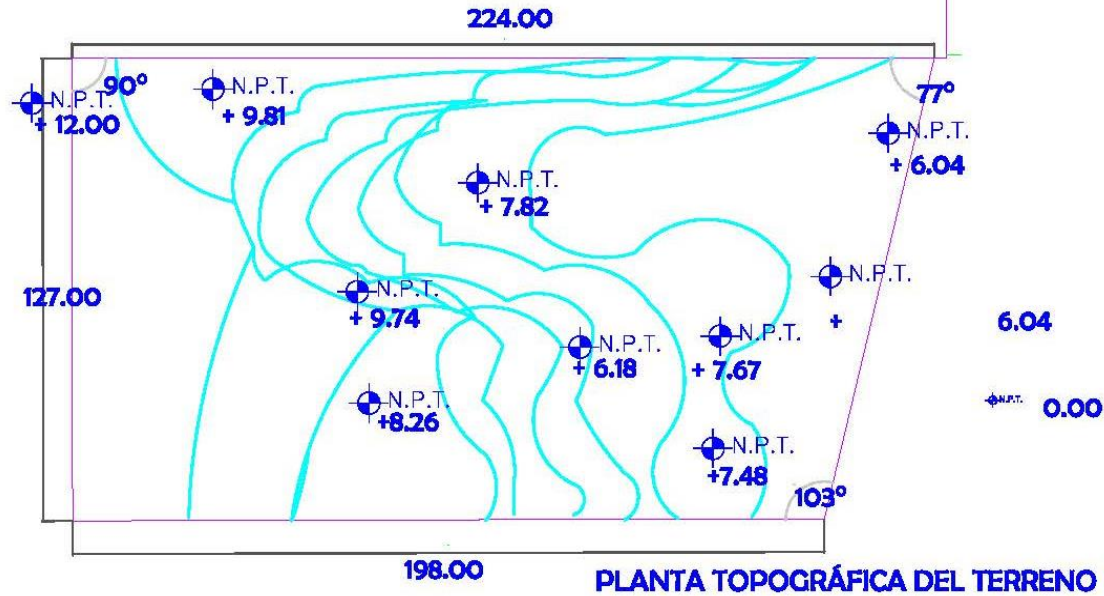 224.00
90°
N.P.T.
+ 12.00
N.P.T.
+ 9.81
77°
N.P.T.
+ 6.04
N.P.T.
+ 7.82
N.P.T.
+
6.04
127.00
N.P.T.
+ 9.74
N.P.T.
+ 6.18
N.P.T.
+ 7.67
N.P.T.
+8.26
N.P.T.
0.00
N.P.T.
+7.48
103°
198.00
PLANTA TOPOGRÁFICA DEL TERRENO